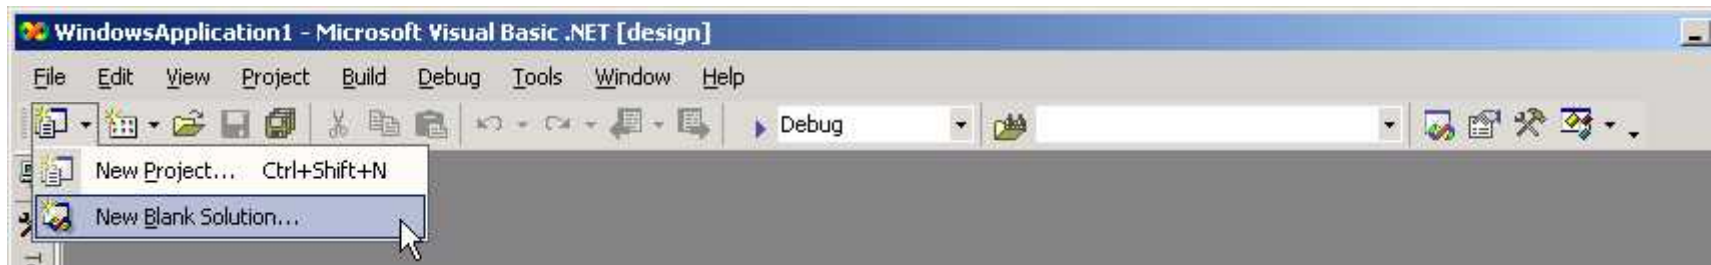 WindowsApplication1 - Microsoft Visual Basic .NET [design]
File Edit View Project Build Debug Tools Window Help
Debug
New Project... Ctrl+Shift+N
New Blank Solution...